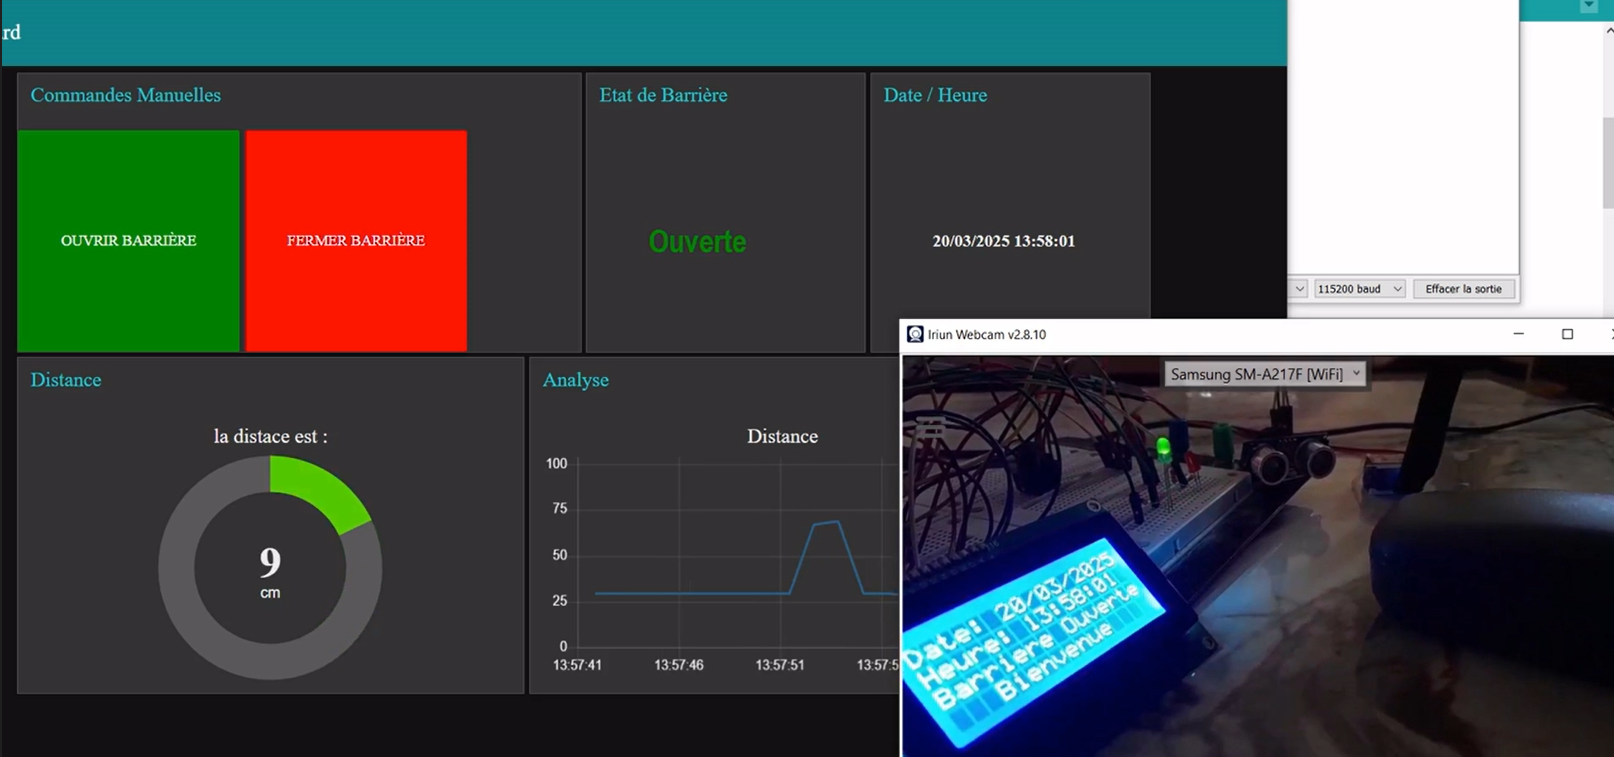 rd
Commandes Manuelles
OUVRIR BARRIÈRE
FERMER BARRIÈRE
Etat de Barrière
Ouverte
Date / Heure
20/03/2025 13:58:01
115200 baud
Effacer la sortie
Distance
la distace est :
9
cm
Analyse
Distance
100
75
50
25
0
13:57:41
13:57:46
13:57:51
13:57:5
Iriun Webcam v2.8.10
Samsung SM-A217F [WiFi]
Date: 20/03/2025
Heure: 13:58:01
Barriere Ouverte
Bienvenue